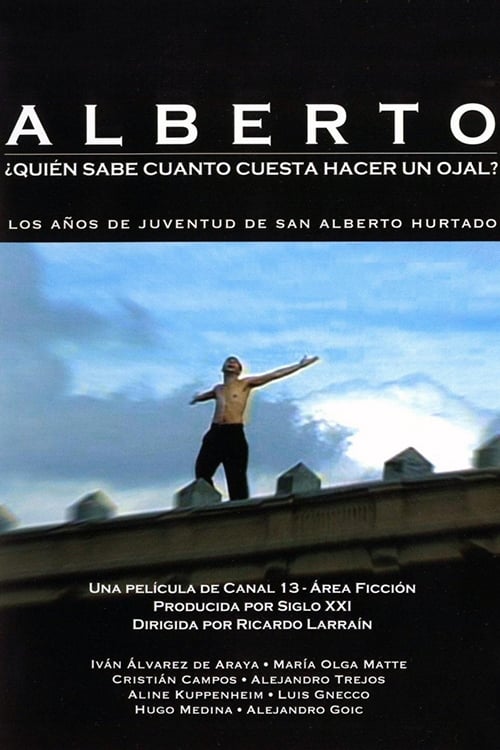 ALBERTO
¿QUIÉN SABE CUANTO CUESTA HACER UN OJAL?
LOS AÑOS DE JUVENTUD DE SAN ALBERTO HURTADO
UNA PELÍCULA DE CANAL 13 - ÁREA FICCIÓN
PRODUCIDA POR SIGLO XXI
DIRIGIDA POR RICARDO LARRAÍN
IVÁN ÁLVAREZ DE ARAYA • MARÍA OLGA MATTE
CRISTIÁN CAMPOS • ALEJANDRO TREJOS
ALINE KUPPENHEIM • LUIS GNECCO
HUGO MEDINA • ALEJANDRO GOIC